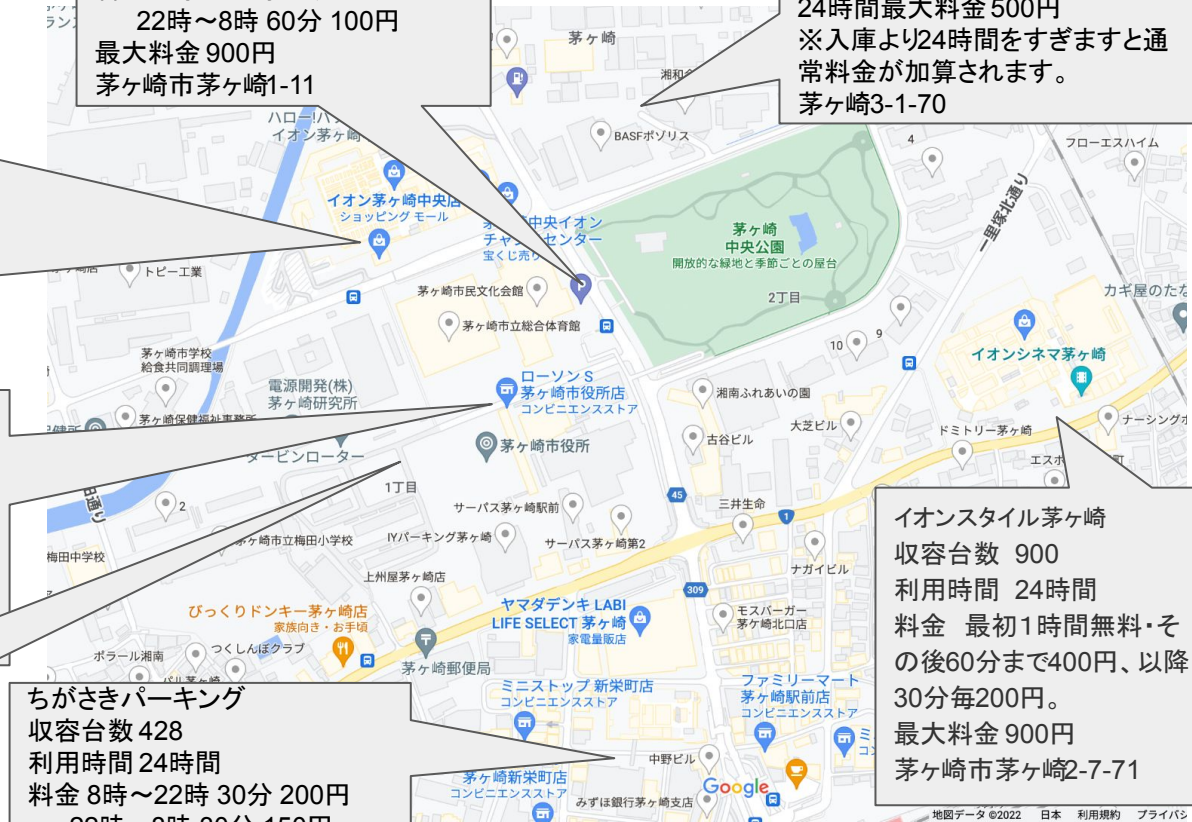 22時～8時 60分 100円
最大料金 900円
茅ヶ崎市茅ヶ崎1-11
24時間最大料金500円
※入庫より24時間をすぎますと通
常料金が加算されます。
茅ヶ崎3-1-70
茅ヶ崎
BASFポゾリス
4
フローエスハイム
一里塚北通り
イオン茅ヶ崎
イオン茅ヶ崎中央店
ショッピング モール
中央イオン
チャンスセンター
宝くじ売り
茅ヶ崎
中央公園
開放的な緑地と季節ごとの屋台
2丁目
トピー工業
茅ヶ崎市民文化会館
茅ヶ崎市立総合体育館
カギ屋のたな
イオンシネマ茅ヶ崎
10
9
茅ヶ崎市学校
給食共同調理場
電源開発(株)
茅ヶ崎研究所
ローソン S
茅ヶ崎市役所店
コンビニエンスストア
湘南ふれあいの園
大芝ビル
古谷ビル
ドミトリー茅ヶ崎
ナーシングホ
茅ヶ崎保健福祉事務所
タービンローター
茅ヶ崎市役所
エスポ
町
1丁目
2
サーパス茅ヶ崎駅前
45
三井生命
1
梅田中学校
茅ヶ崎市立梅田小学校
IYパーキング茅ヶ崎
サーパス茅ヶ崎第2
ナガイビル
上州屋茅ヶ崎店
309
びっくりドンキー茅ヶ崎店
家族向き・お手頃
ヤマダデンキ LABI
LIFE SELECT 茅ヶ崎
家電量販店
モスバーガー
茅ケ崎北口店
ポラール湘南
つくしんぼクラブ
茅ヶ崎郵便局
ミニストップ 新栄町店
コンビニエンスストア
ファミリーマート
茅ヶ崎駅前店
コンビニエンスストア
中野ビル
茅ヶ崎新栄町店
コンビニエンスストア
みずほ銀行茅ヶ崎支店
Google
イオンスタイル茅ヶ崎
収容台数 900
利用時間 24時間
料金 最初1時間無料・そ
の後60分まで400円、以降
30分毎200円。
最大料金 900円
茅ヶ崎市茅ヶ崎2-7-71
ちがさきパーキング
収容台数 428
利用時間 24時間
料金 8時～22時 30分 200円
地図データ ©2022 日本 利用規約 プライバシ